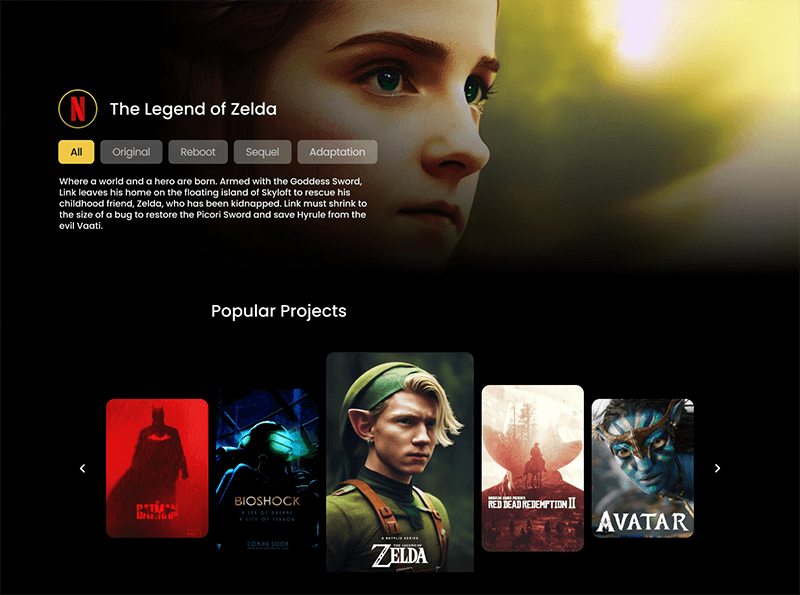 N
The Legend of Zelda
All Original Reboot Sequel Adaptation
Where a world and a hero are born. Armed with the Goddess Sword,
Link leaves his home on the floating island of Skyloft to rescue his
childhood friend, Zelda, who has been kidnapped. Link must shrink to
the size of a bug to restore the Picori Sword and save Hyrule from the
evil Vaati.
Popular Projects
THE BATMAN
BIOSHOCK
A SEA OF DREAMS
A CITY OF TERROR
COMING SOON
A NETFLIX SERIES
THE LEGEND OF
ZELDA
RED DEAD REDEMPTION II
AVATAR